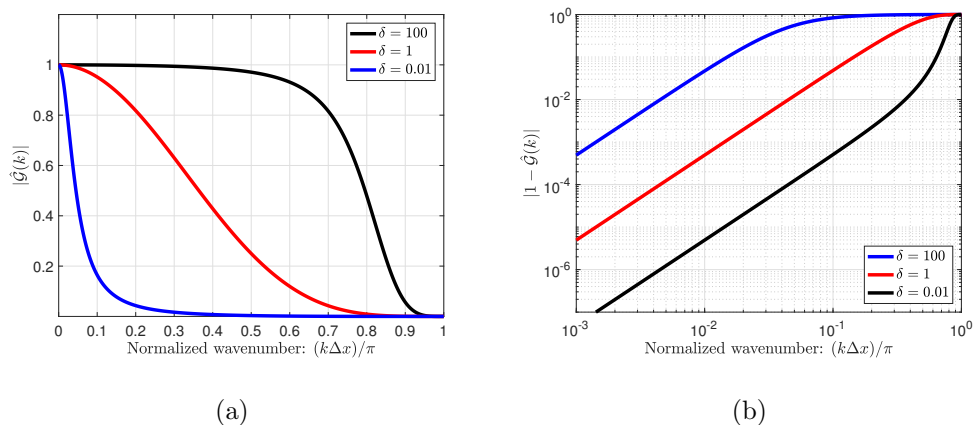 δ = 100
δ = 1
δ = 0.01
1
0.8
0.6
0.4
0.2
|𝒢̂(k)|
0 0.1 0.2 0.3 0.4 0.5 0.6 0.7 0.8 0.9 1
Normalized wavenumber: (kΔx)/π
(a)
10^0
10^-2
10^-4
10^-6
|1 − 𝒢̂(k)|
δ = 100
δ = 1
δ = 0.01
10^-3 10^-2 10^-1 10^0
Normalized wavenumber: (kΔx)/π
(b)